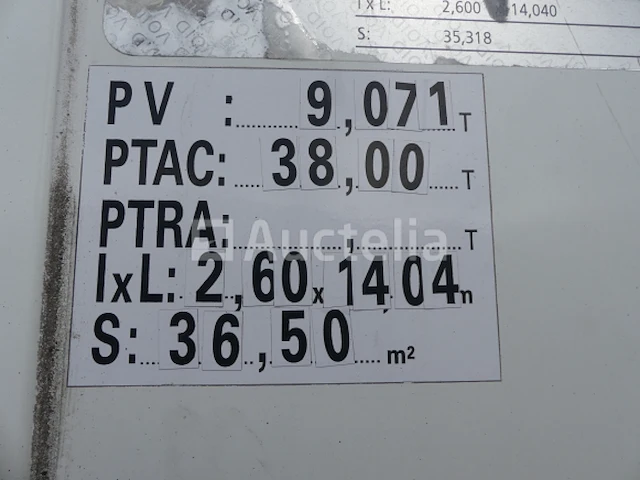 l x L: 2,600 14,040
S: 35,318
PV : 9,071 T
PTAC: 38,00 T
PTRA: , T
Auctelia
lxL: 2,60 x 14 04 m
S: 36,50 m²